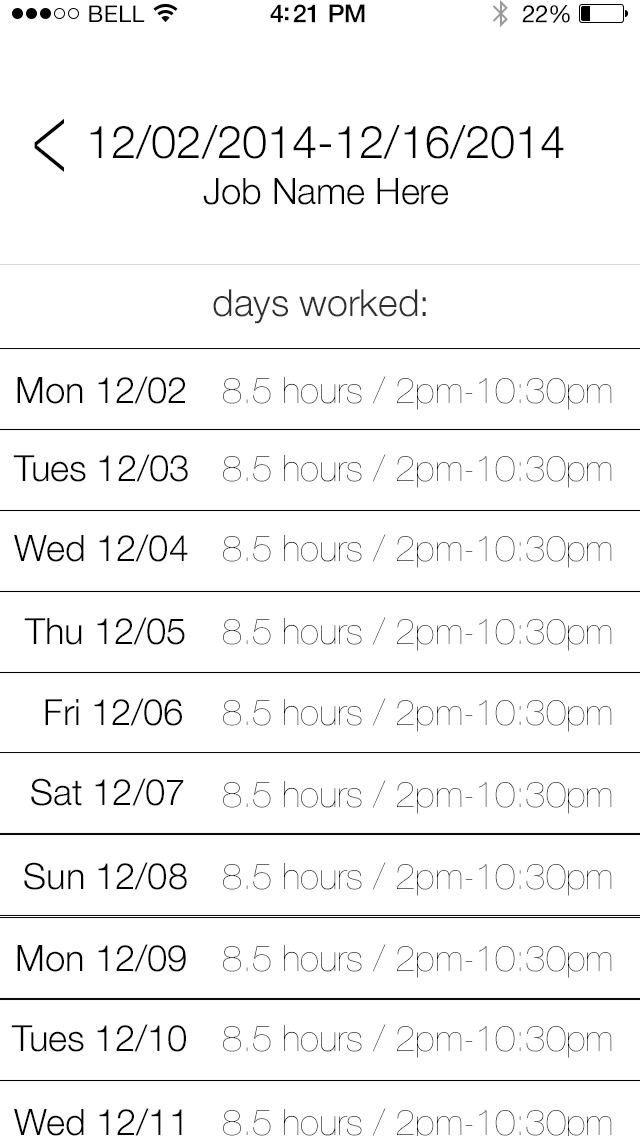 BELL 4:21 PM 22%
12/02/2014-12/16/2014
Job Name Here
days worked:
Mon 12/02 8.5 hours / 2pm-10:30pm
Tues 12/03 8.5 hours / 2pm-10:30pm
Wed 12/04 8.5 hours / 2pm-10:30pm
Thu 12/05 8.5 hours / 2pm-10:30pm
Fri 12/06 8.5 hours / 2pm-10:30pm
Sat 12/07 8.5 hours / 2pm-10:30pm
Sun 12/08 8.5 hours / 2pm-10:30pm
Mon 12/09 8.5 hours / 2pm-10:30pm
Tues 12/10 8.5 hours / 2pm-10:30pm
Wed 12/11 8.5 hours / 2pm-10:30pm